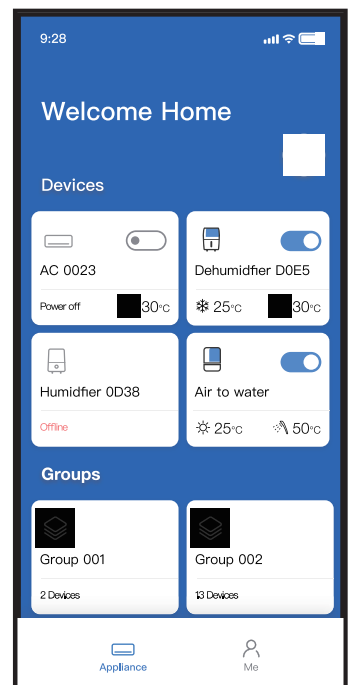 9:28
Welcome Home
Devices
AC 0023
Power off 30°C
Dehumidfier D0E5
25°C 30°C
Humidfier 0D38
Offline
Air to water
25°C 50°C
Groups
Group 001
2 Devices
Group 002
13 Devices
Appliance
Me